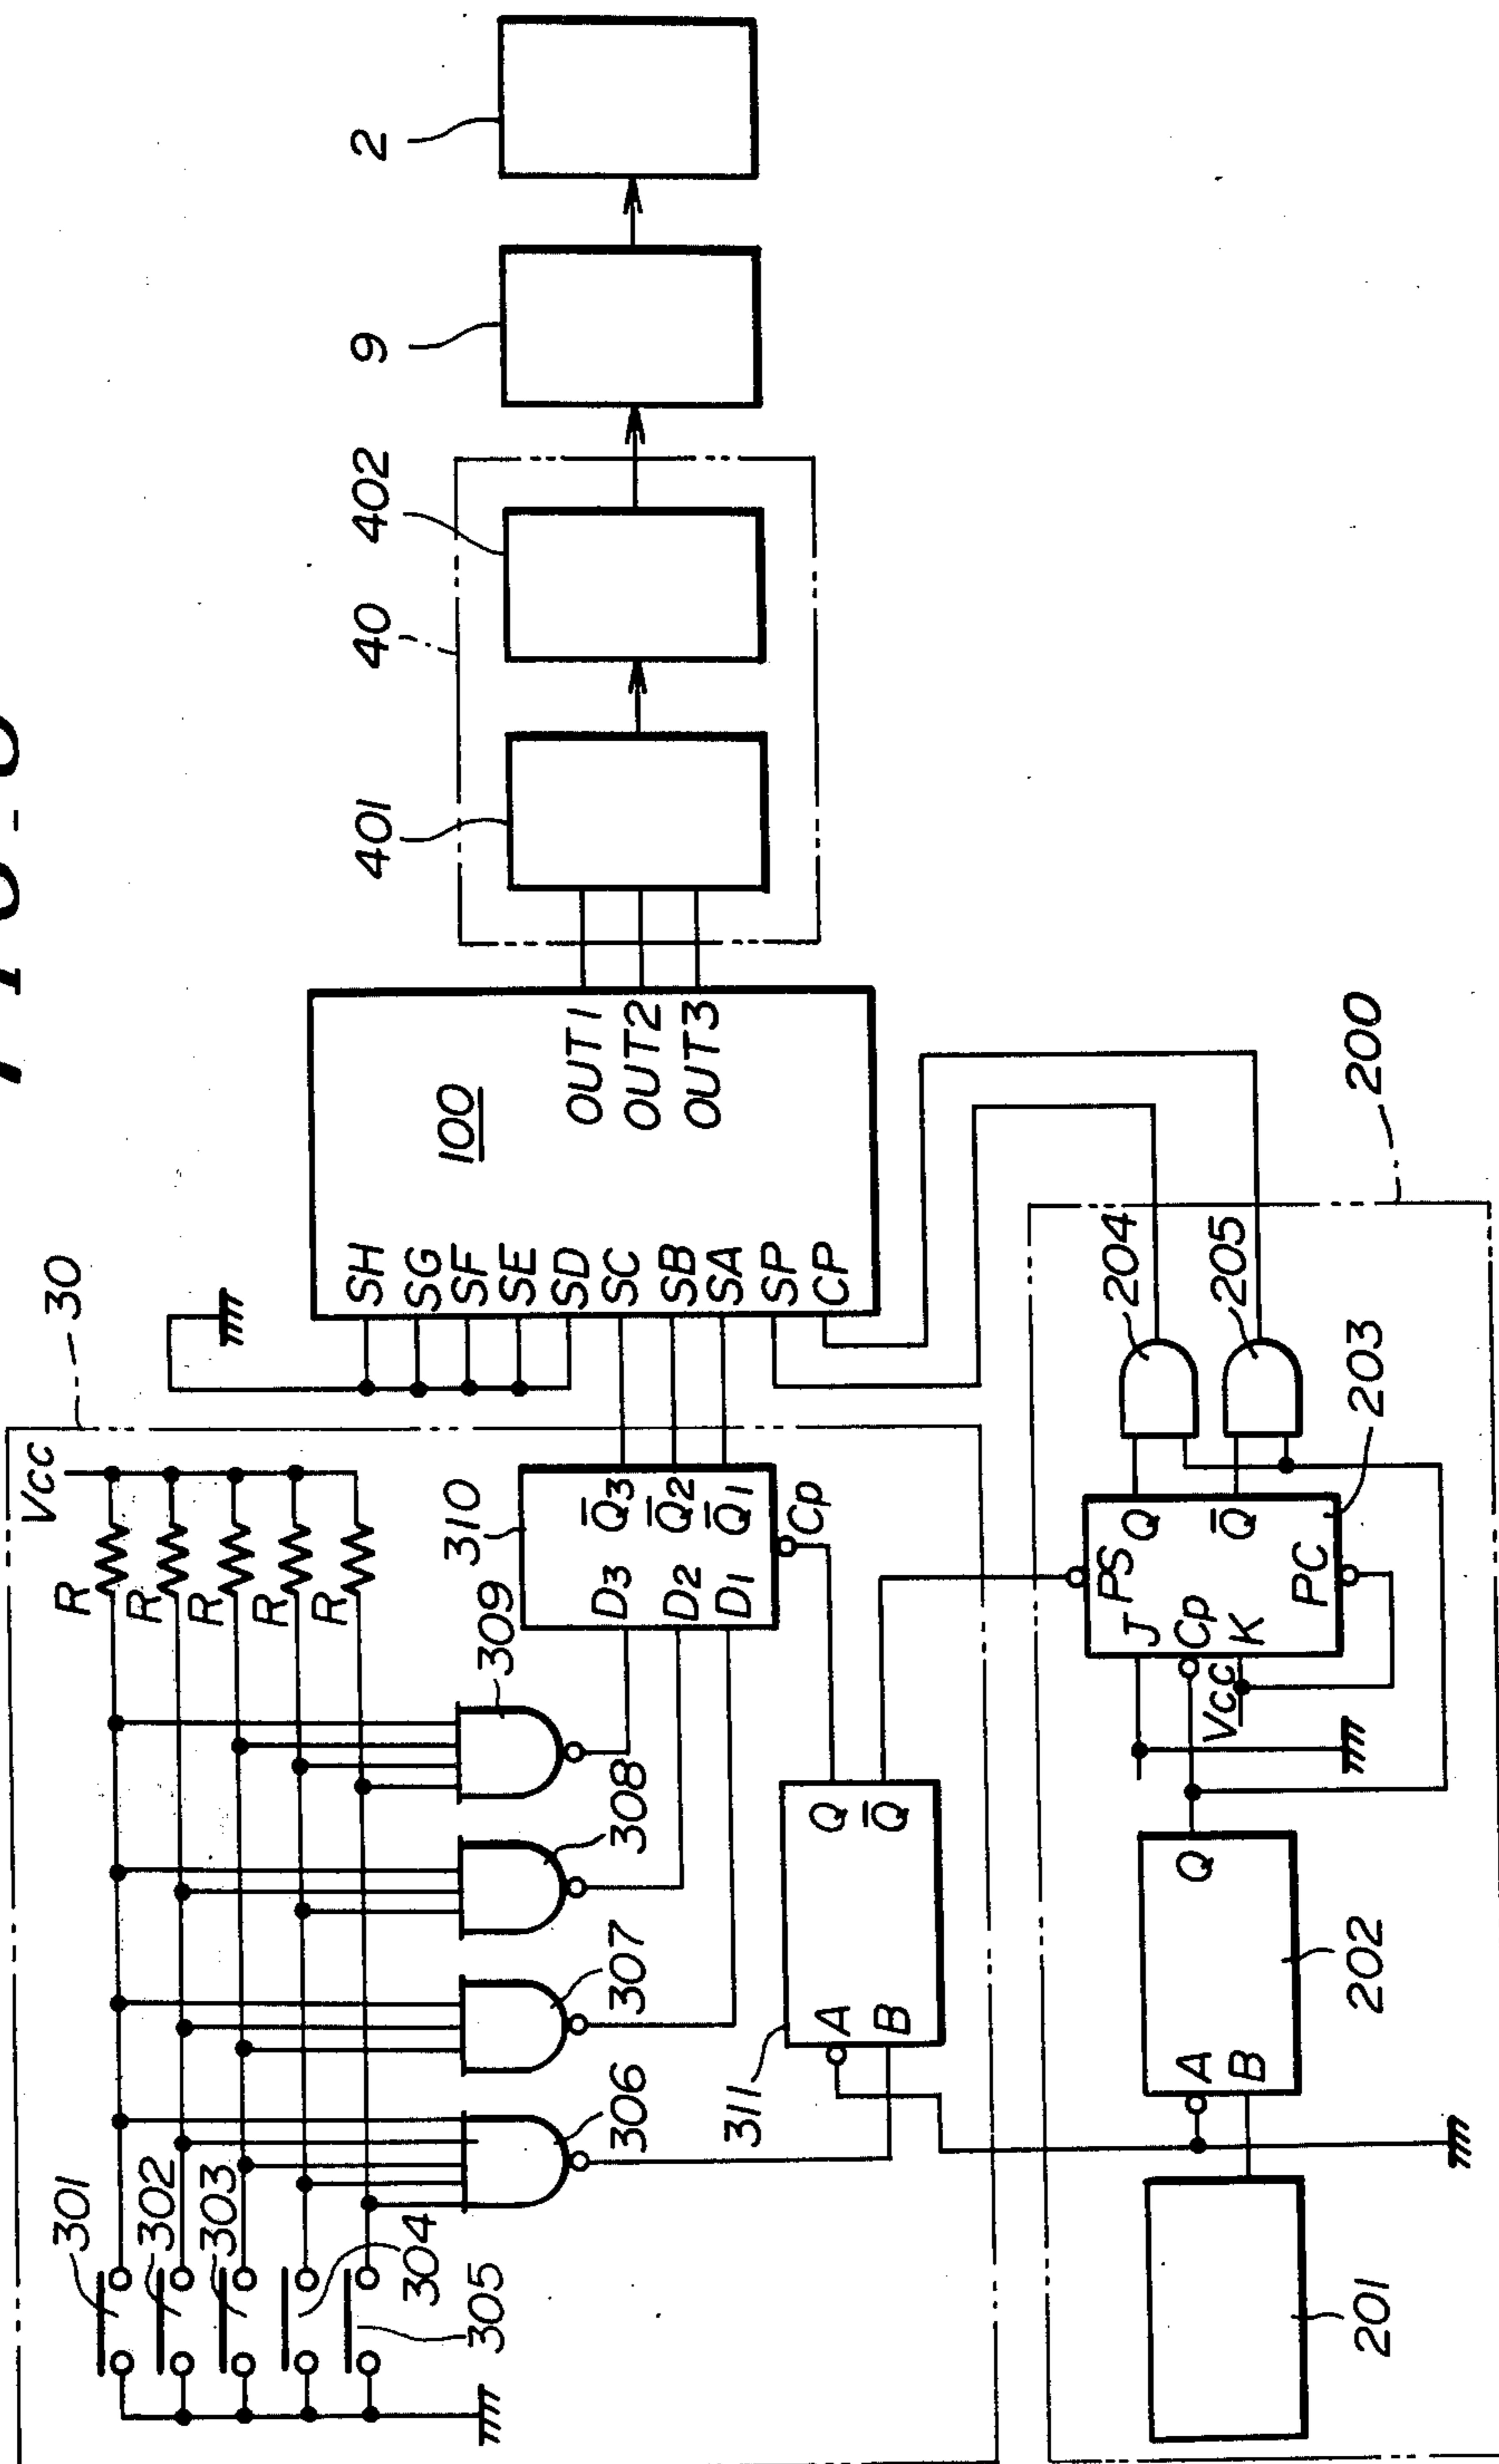 30
Vcc
R
R
R
R
R
301
302
303
304
305
306
307
308
309
310
D3 Q̅3
D2 Q̅2
D1 Q̅1
Cp
311
A Q
B Q̅
SH
SG
SF
SE
SD
SC
SB
SA
SP
CP
100
OUT1
OUT2
OUT3
401
40
402
9
2
200
201
202
A Q
B
Vcc
J PS Q
Cp
K PC Q̅
203
204
205